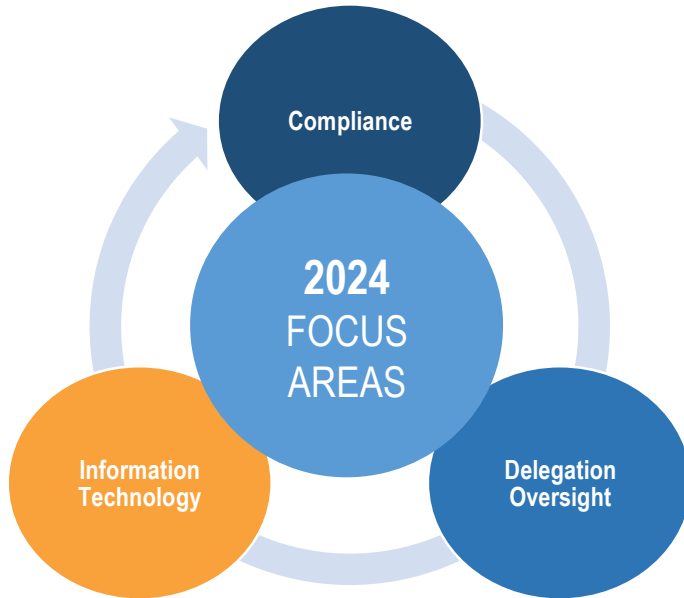 Compliance
2024
FOCUS
AREAS
Information
Technology
Delegation
Oversight